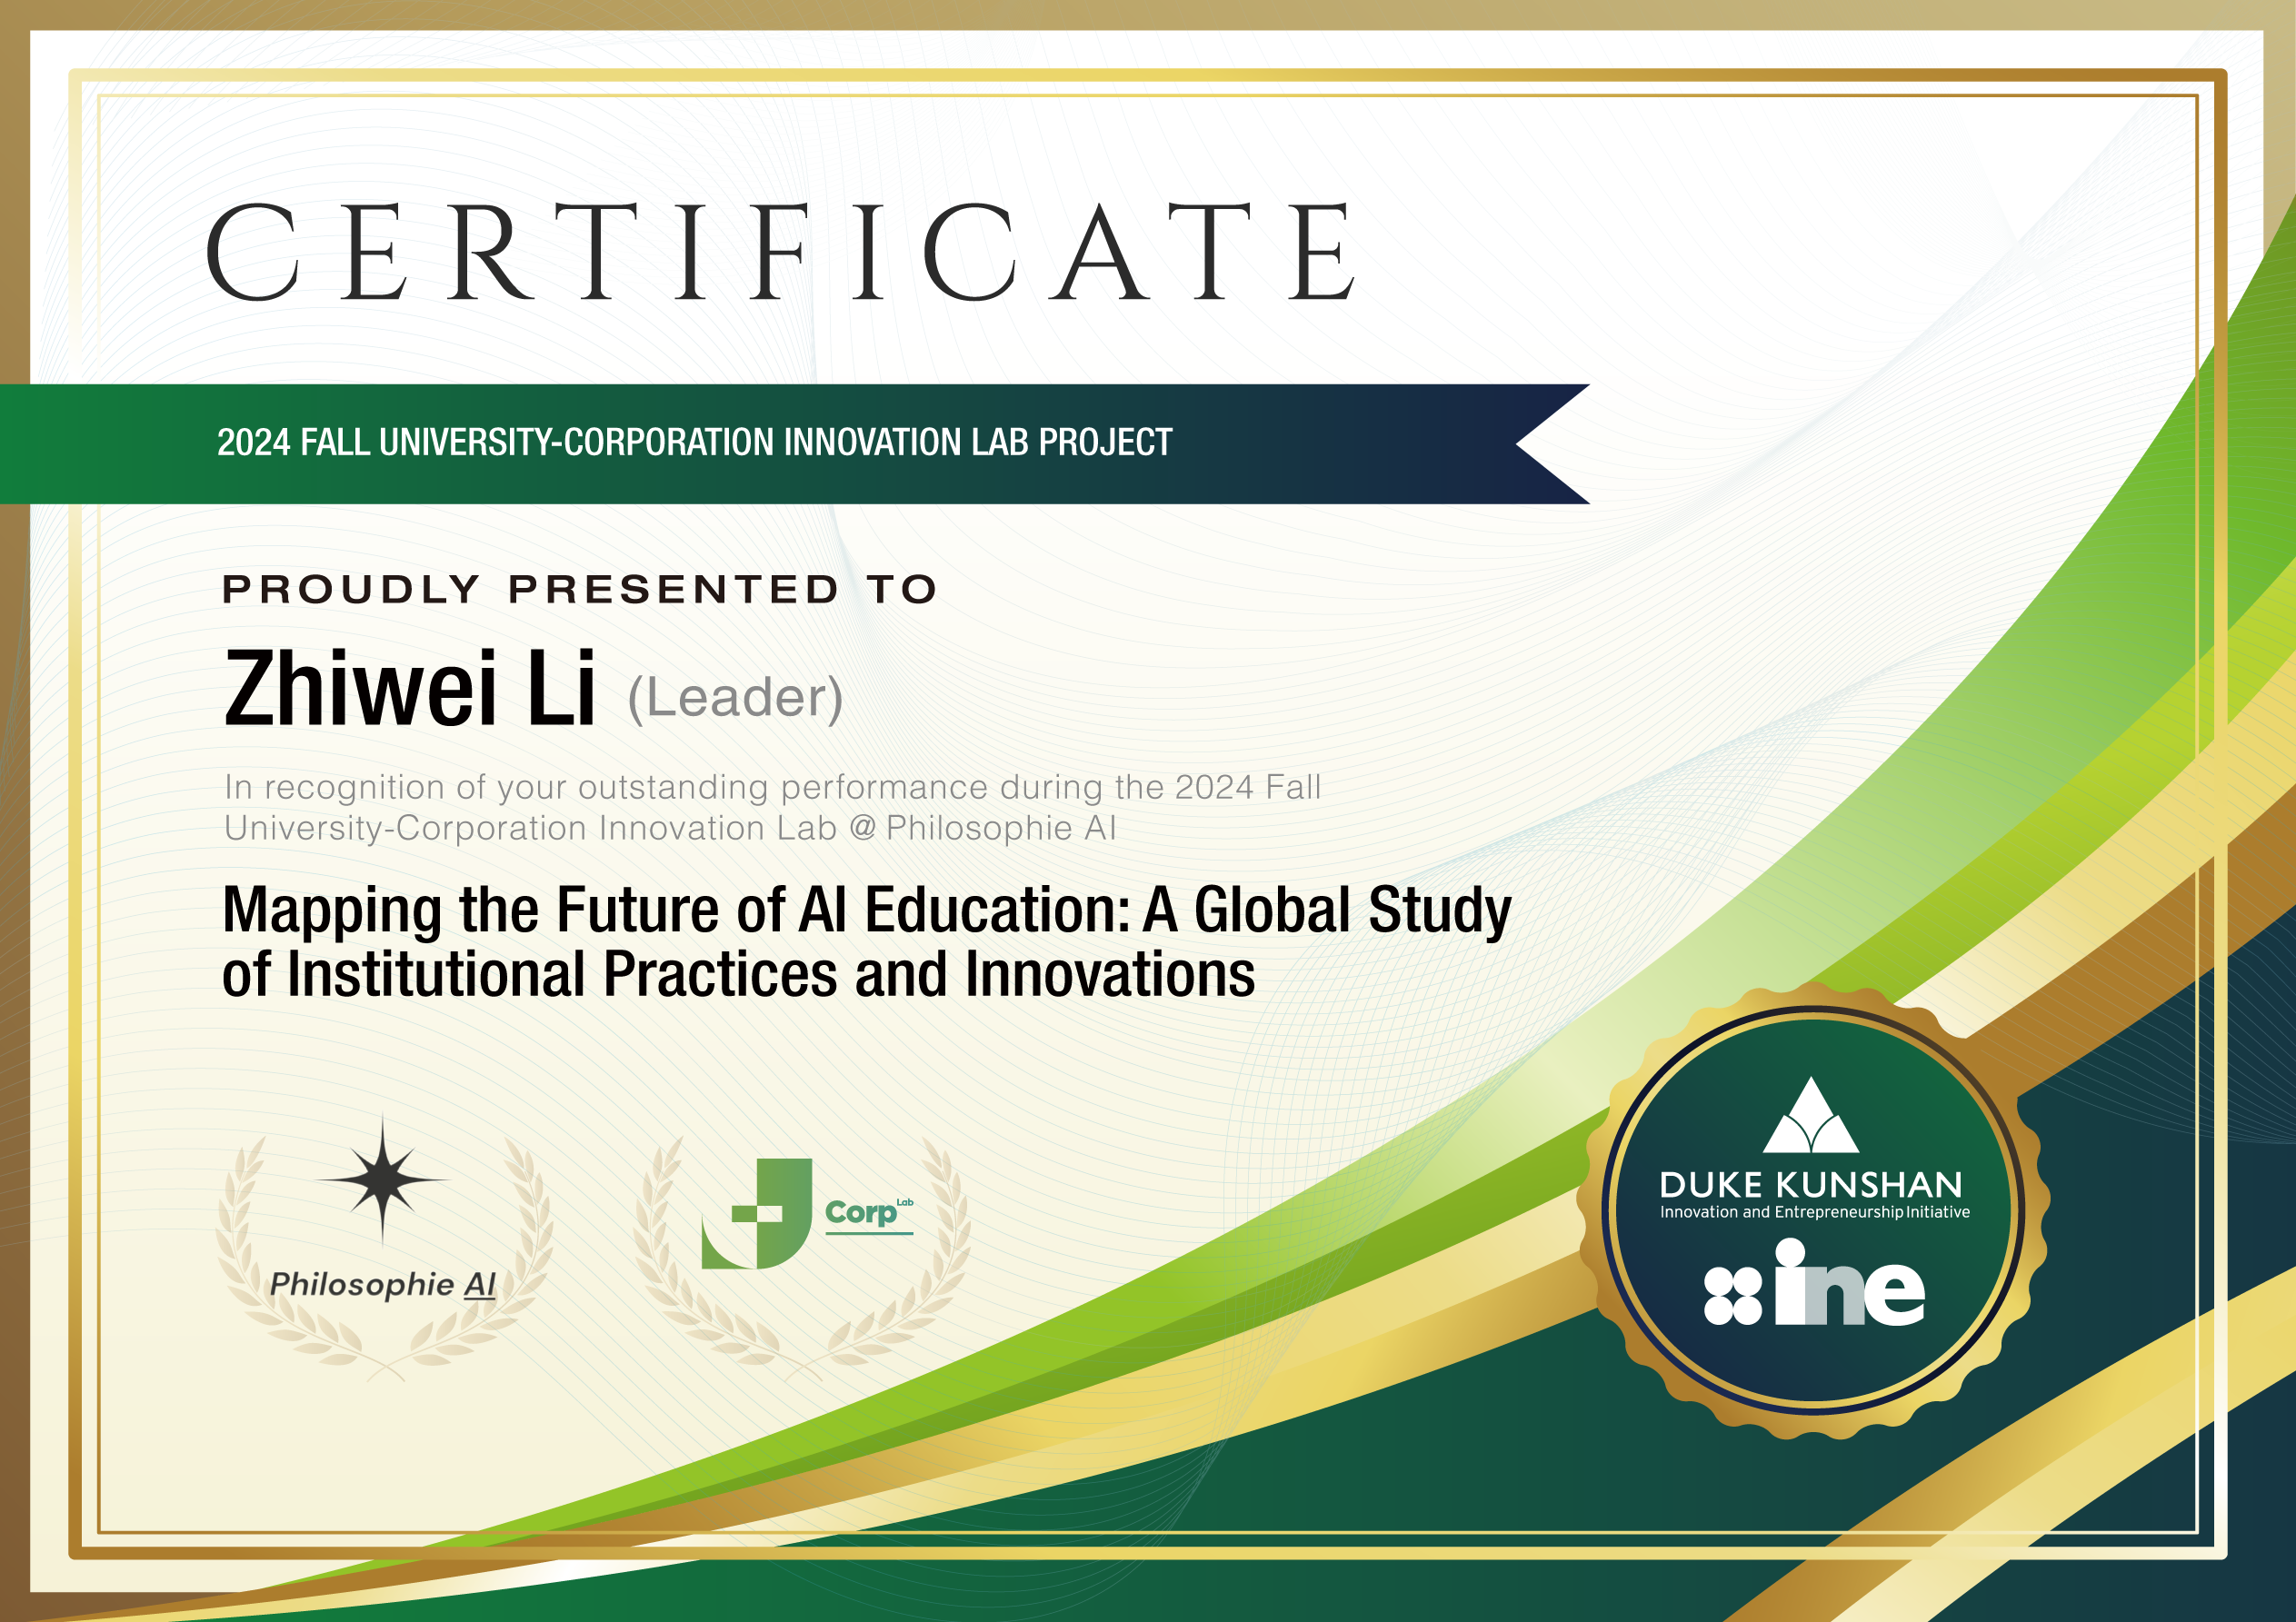 CERTIFICATE
2024 FALL UNIVERSITY-CORPORATION INNOVATION LAB PROJECT
PROUDLY PRESENTED TO
Zhiwei Li (Leader)
In recognition of your outstanding performance during the 2024 Fall
University-Corporation Innovation Lab @ Philosophie AI
Mapping the Future of AI Education: A Global Study
of Institutional Practices and Innovations
Philosophie AI
Corp Lab
DUKE KUNSHAN
Innovation and Entrepreneurship Initiative
ine